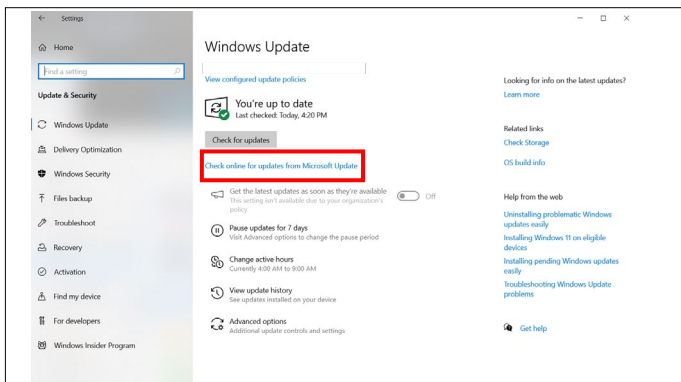 Settings
Home
Find a setting
Update & Security
Windows Update
Delivery Optimization
Windows Security
Files backup
Troubleshoot
Recovery
Activation
Find my device
For developers
Windows Insider Program
Windows Update
View configured update policies
You're up to date
Last checked: Today, 4:20 PM
Check for updates
Check online for updates from Microsoft Update
Get the latest updates as soon as they're available
This setting isn't available due to your organization's
policy
Off
Pause updates for 7 days
Visit Advanced options to change the pause period
Change active hours
Currently 4:00 AM to 9:00 AM
View update history
See updates installed on your device
Advanced options
Additional update controls and settings
Looking for info on the latest updates?
Learn more
Related links
Check Storage
OS build info
Help from the web
Uninstalling problematic Windows
updates easily
Installing Windows 11 on eligible
devices
Installing pending Windows updates
easily
Troubleshooting Windows Update
problems
Get help